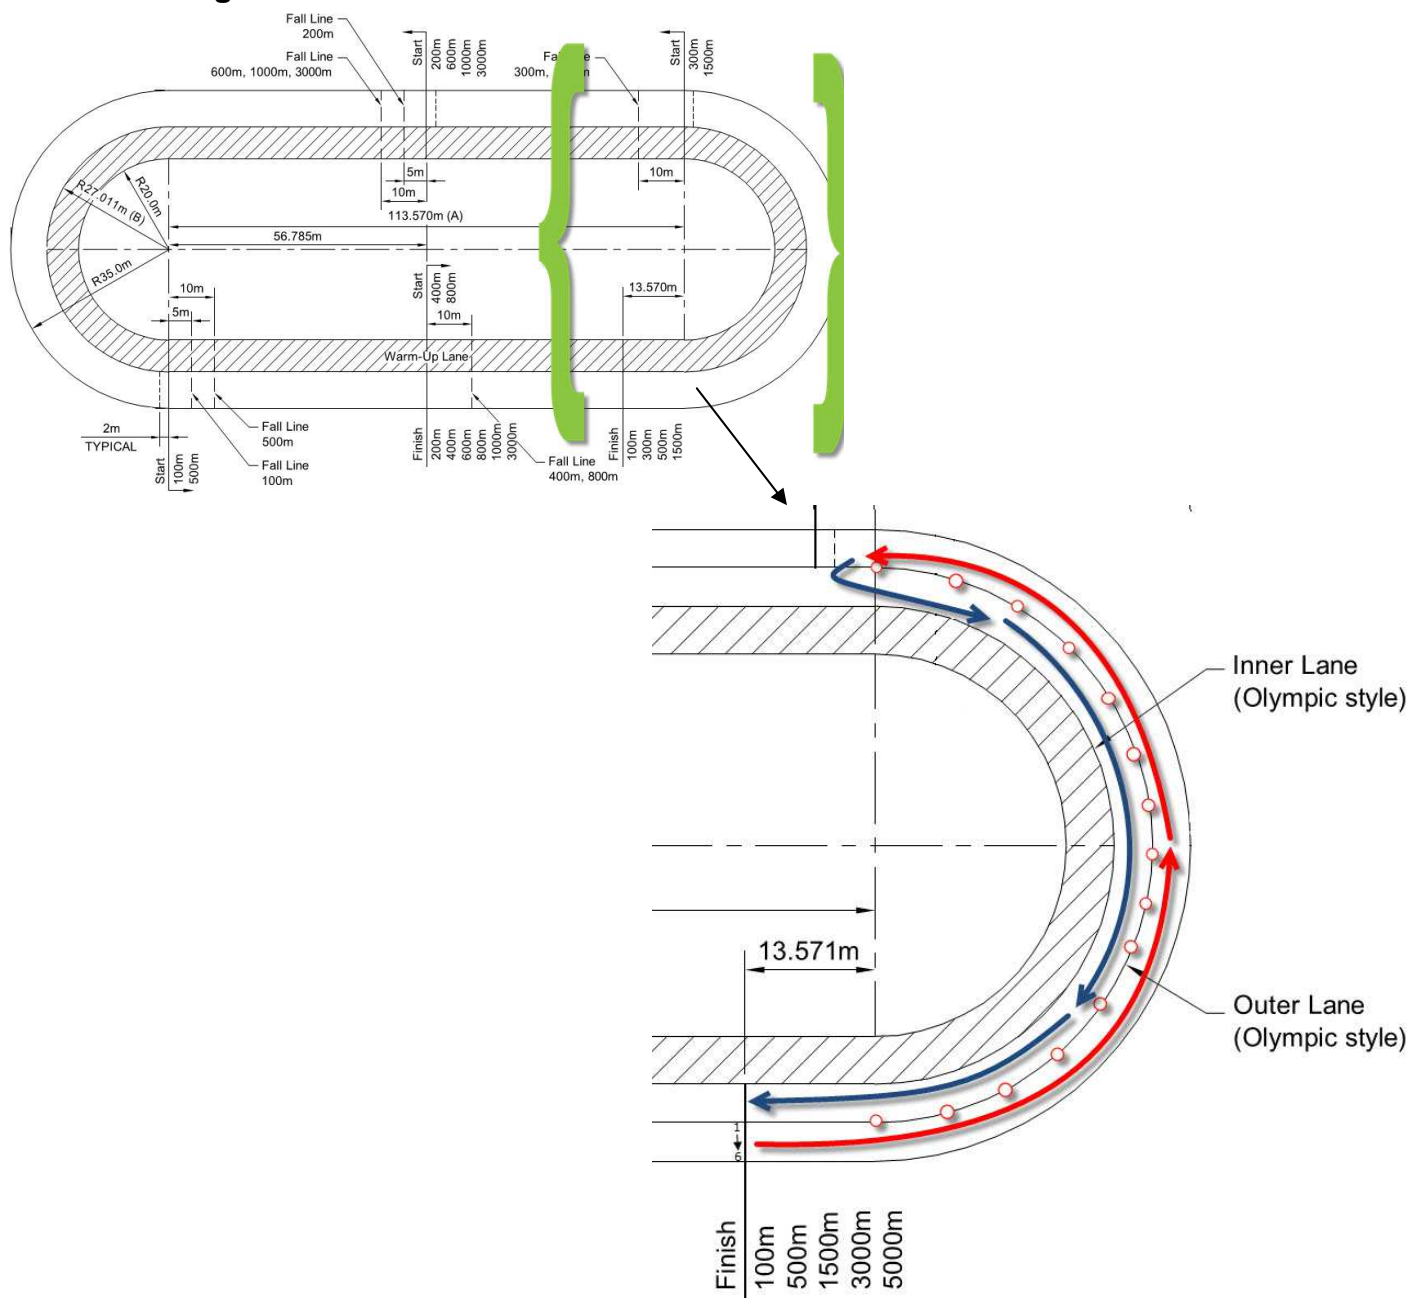 g
Fall Line
200m
Fall Line
600m, 1000m, 3000m
Start
200m
600m
1000m
3000m
300m,
Start
300m
1500m
R27.011m (B)
R20.0m
R35.0m
5m
10m
10m
113.570m (A)
56.785m
Start
400m
800m
13.570m
10m
5m
10m
Warm-Up Lane
2m
TYPICAL
Start
100m
500m
Fall Line
500m
Fall Line
100m
Finish
200m
400m
600m
800m
1000m
3000m
Fall Line
400m, 800m
Finish
100m
300m
500m
1500m
Inner Lane
(Olympic style)
13.571m
Outer Lane
(Olympic style)
1
6
Finish
100m
500m
1500m
3000m
5000m